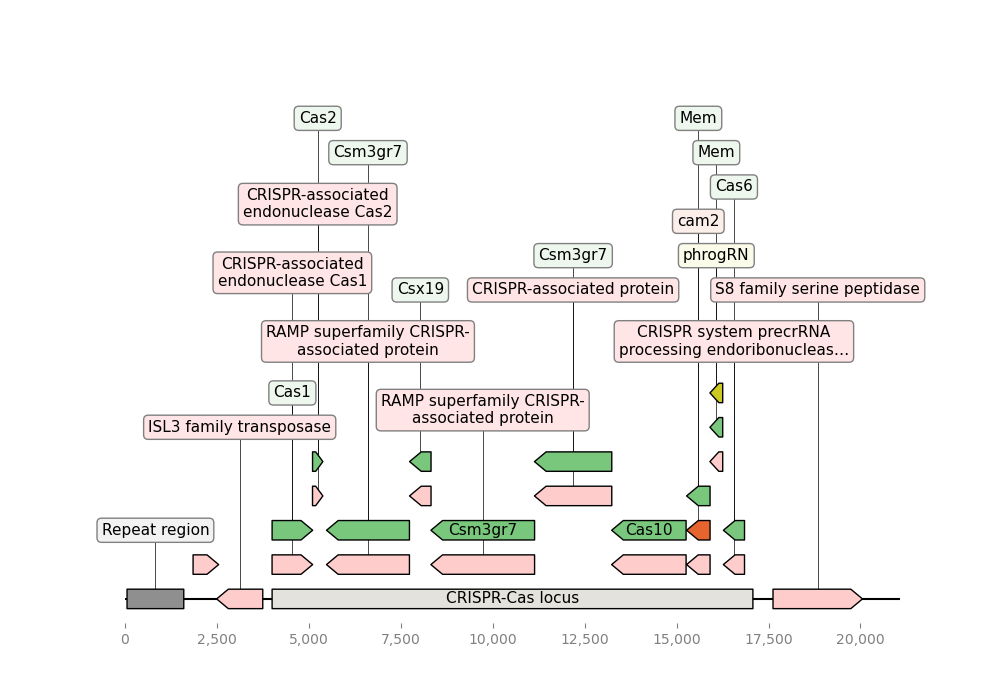 Cas2
Mem
Csm3gr7
Mem
CRISPR-associated
endonuclease Cas2
Cas6
cam2
CRISPR-associated
endonuclease Cas1
Csm3gr7
phrogRN
Csx19
CRISPR-associated protein
S8 family serine peptidase
RAMP superfamily CRISPR-
associated protein
CRISPR system precrRNA
processing endoribonucleas...
Cas1
RAMP superfamily CRISPR-
associated protein
ISL3 family transposase
Repeat region
Csm3gr7
Cas10
CRISPR-Cas locus
0
2,500
5,000
7,500
10,000
12,500
15,000
17,500
20,000